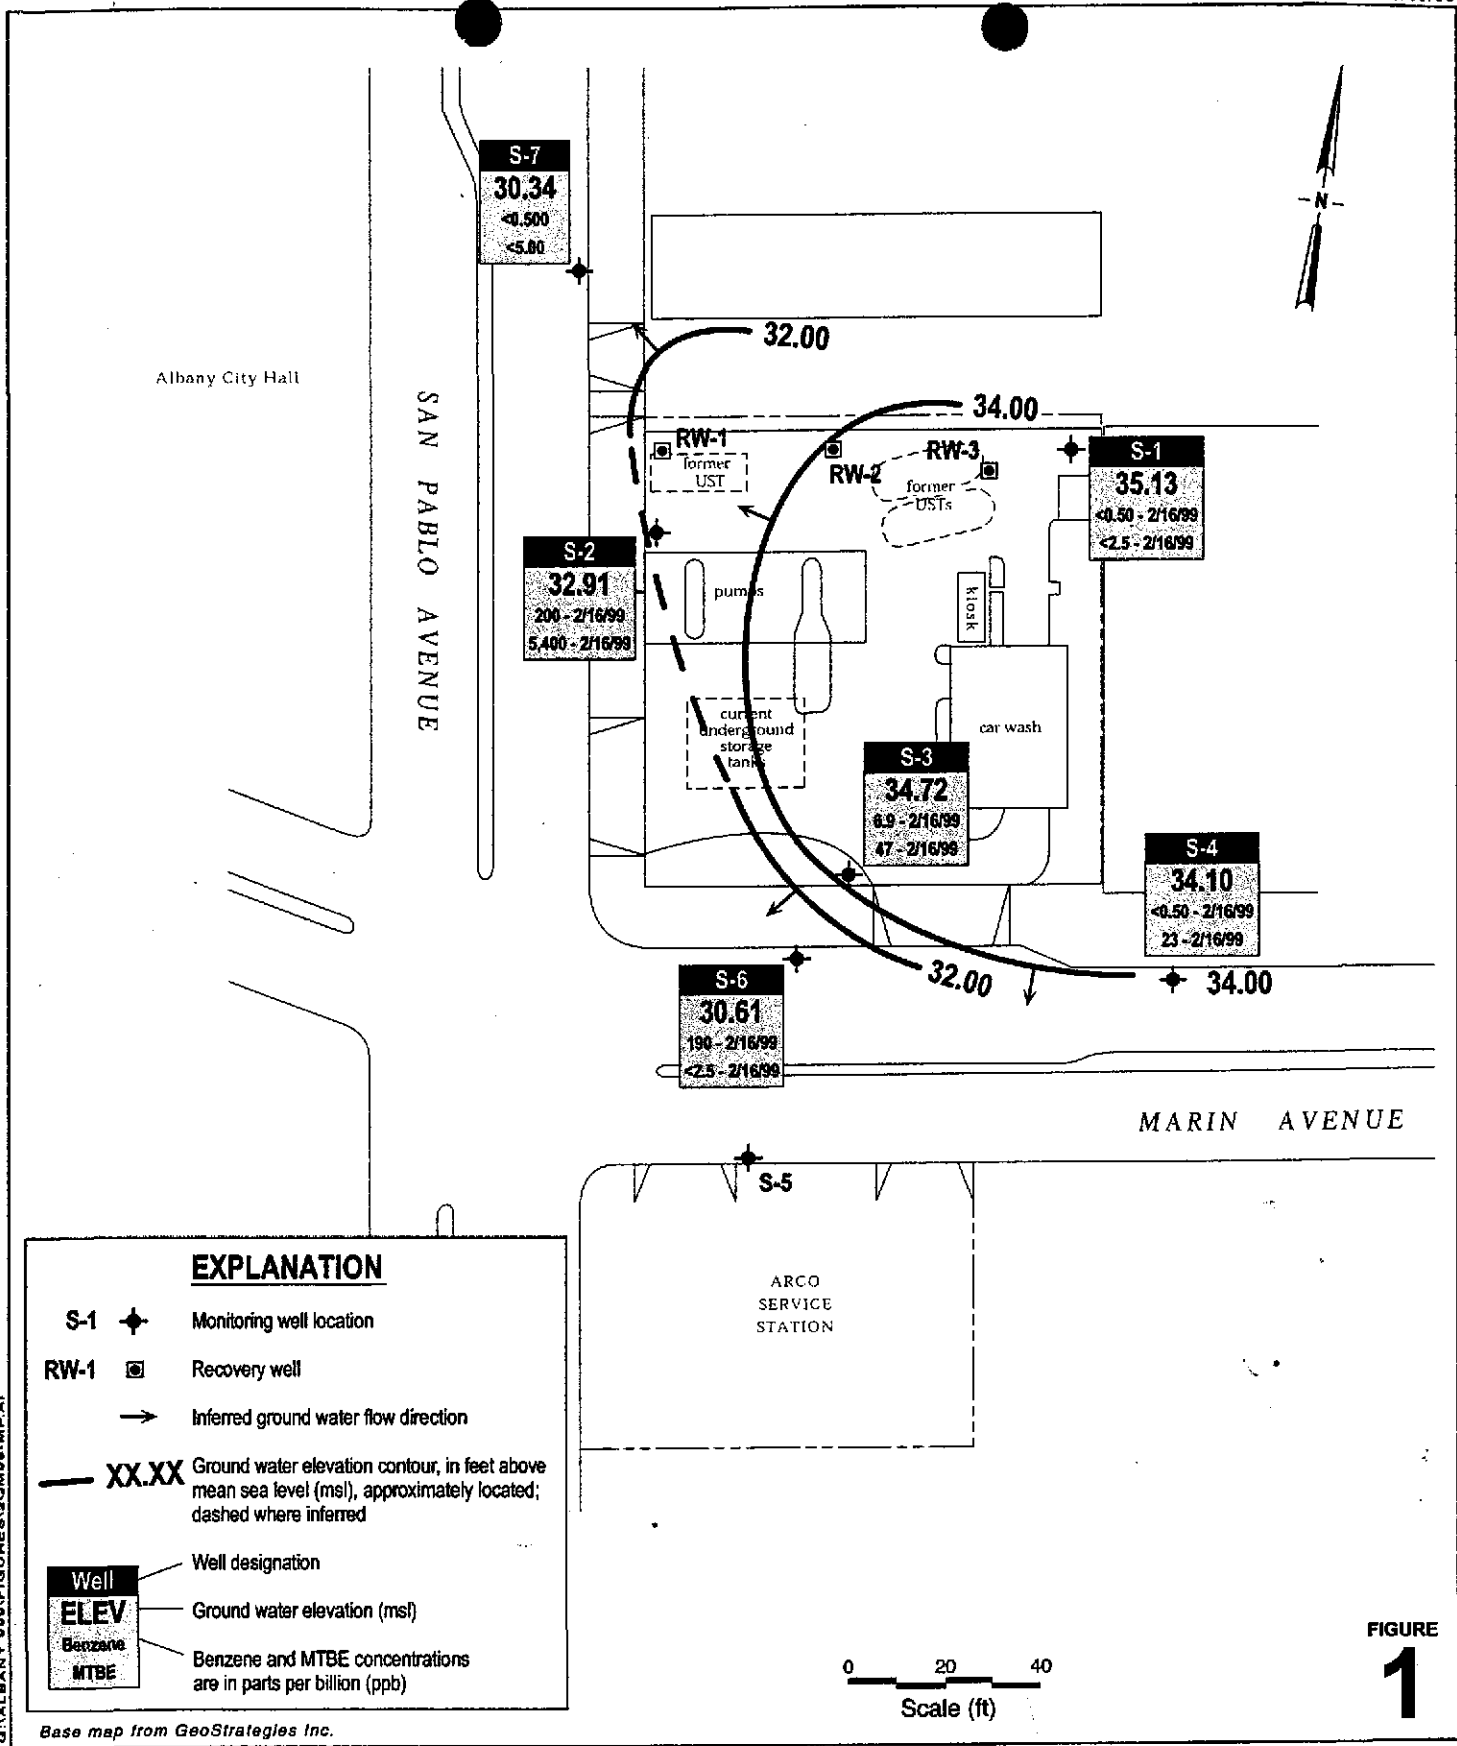 S-7
30.34
<0.500
<5.00
N
32.00
Albany City Hall
SAN PABLO AVENUE
34.00
RW-1
former
UST
RW-2
RW-3
former
USTs
S-1
35.13
<0.50 - 2/16/99
<2.5 - 2/16/99
S-2
32.91
200 - 2/16/99
5,400 - 2/16/99
pumps
kiosk
current
underground
storage
tanks
car wash
S-3
34.72
6.9 - 2/16/99
47 - 2/16/99
S-4
34.10
<0.50 - 2/16/99
23 - 2/16/99
32.00
34.00
S-6
30.61
190 - 2/16/99
<2.5 - 2/16/99
MARIN AVENUE
S-5
ARCO
SERVICE
STATION
EXPLANATION
S-1 Monitoring well location
RW-1 Recovery well
Inferred ground water flow direction
XX.XX Ground water elevation contour, in feet above
mean sea level (msl), approximately located;
dashed where inferred
Well designation
Well
ELEV
Ground water elevation (msl)
Benzene
MTBE
Benzene and MTBE concentrations
are in parts per billion (ppb)
0 20 40
Scale (ft)
FIGURE
1
Base map from GeoStrategies Inc.